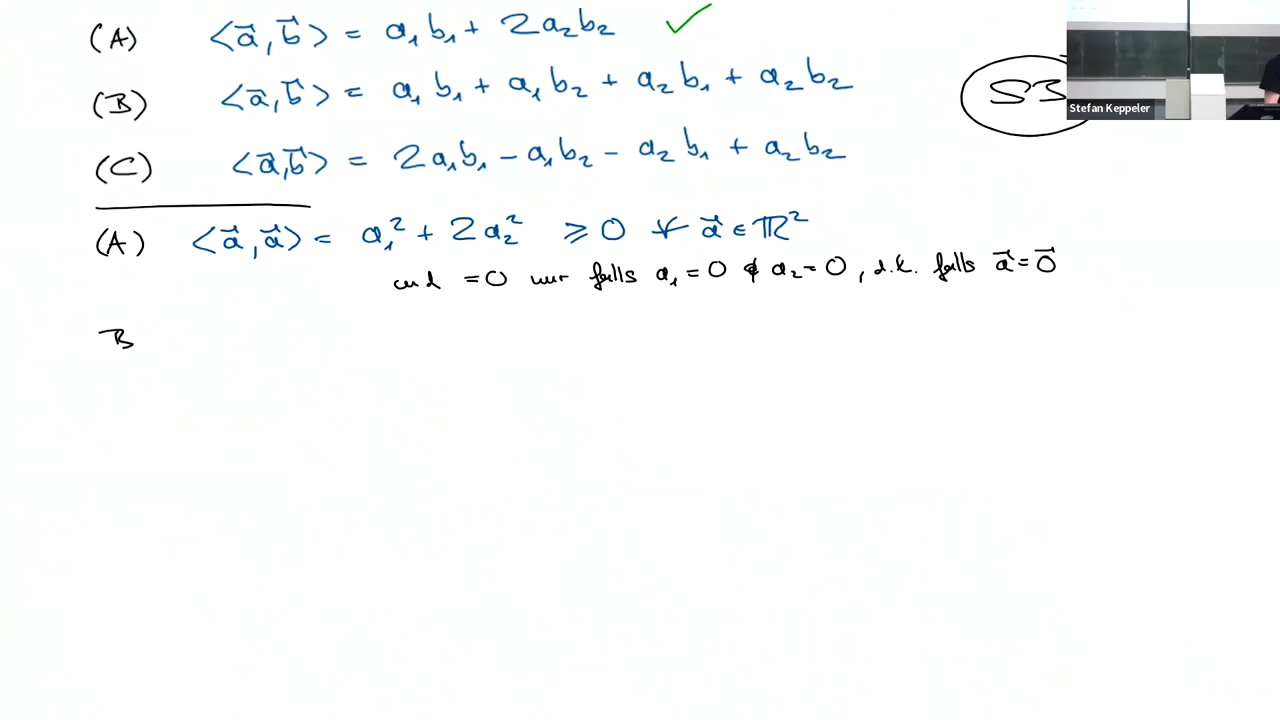 (A) <a⃗, b⃗> = a₁b₁ + 2a₂b₂ ✓
(B) <a⃗, b⃗> = a₁b₁ + a₁b₂ + a₂b₁ + a₂b₂
S3
Stefan Keppeler
(C) <a⃗, b⃗> = 2a₁b₁ - a₁b₂ - a₂b₁ + a₂b₂
(A) <a⃗, a⃗> = a₁² + 2a₂² ⩾ 0 ∀ a⃗ ∈ ℝ²
und = 0 nur falls a₁ = 0 & a₂ = 0, d.h. falls a⃗ = 0⃗
B